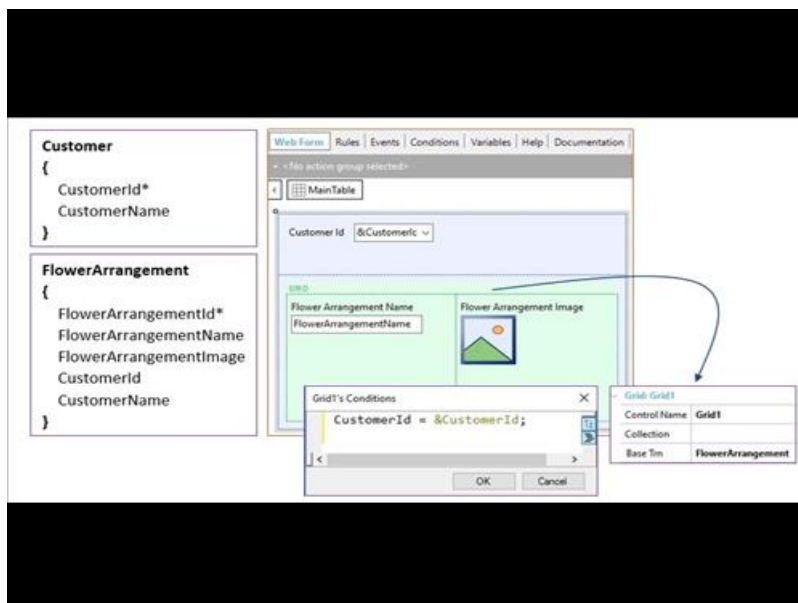 Customer
{
CustomerId*
CustomerName
}
FlowerArrangement
{
FlowerArrangementId*
FlowerArrangementName
FlowerArrangementImage
CustomerId
CustomerName
}
Web Form | Rules | Events | Conditions | Variables | Help | Documentation
<No action group selected>
MainTable
Customer Id &CustomerIc
GRID
Flower Arrangement Name Flower Arrangement Image
FlowerArrangementName
Grid1's Conditions
CustomerId = &CustomerId;
OK Cancel
Grid: Grid1
Control Name Grid1
Collection
Base Trn FlowerArrangement